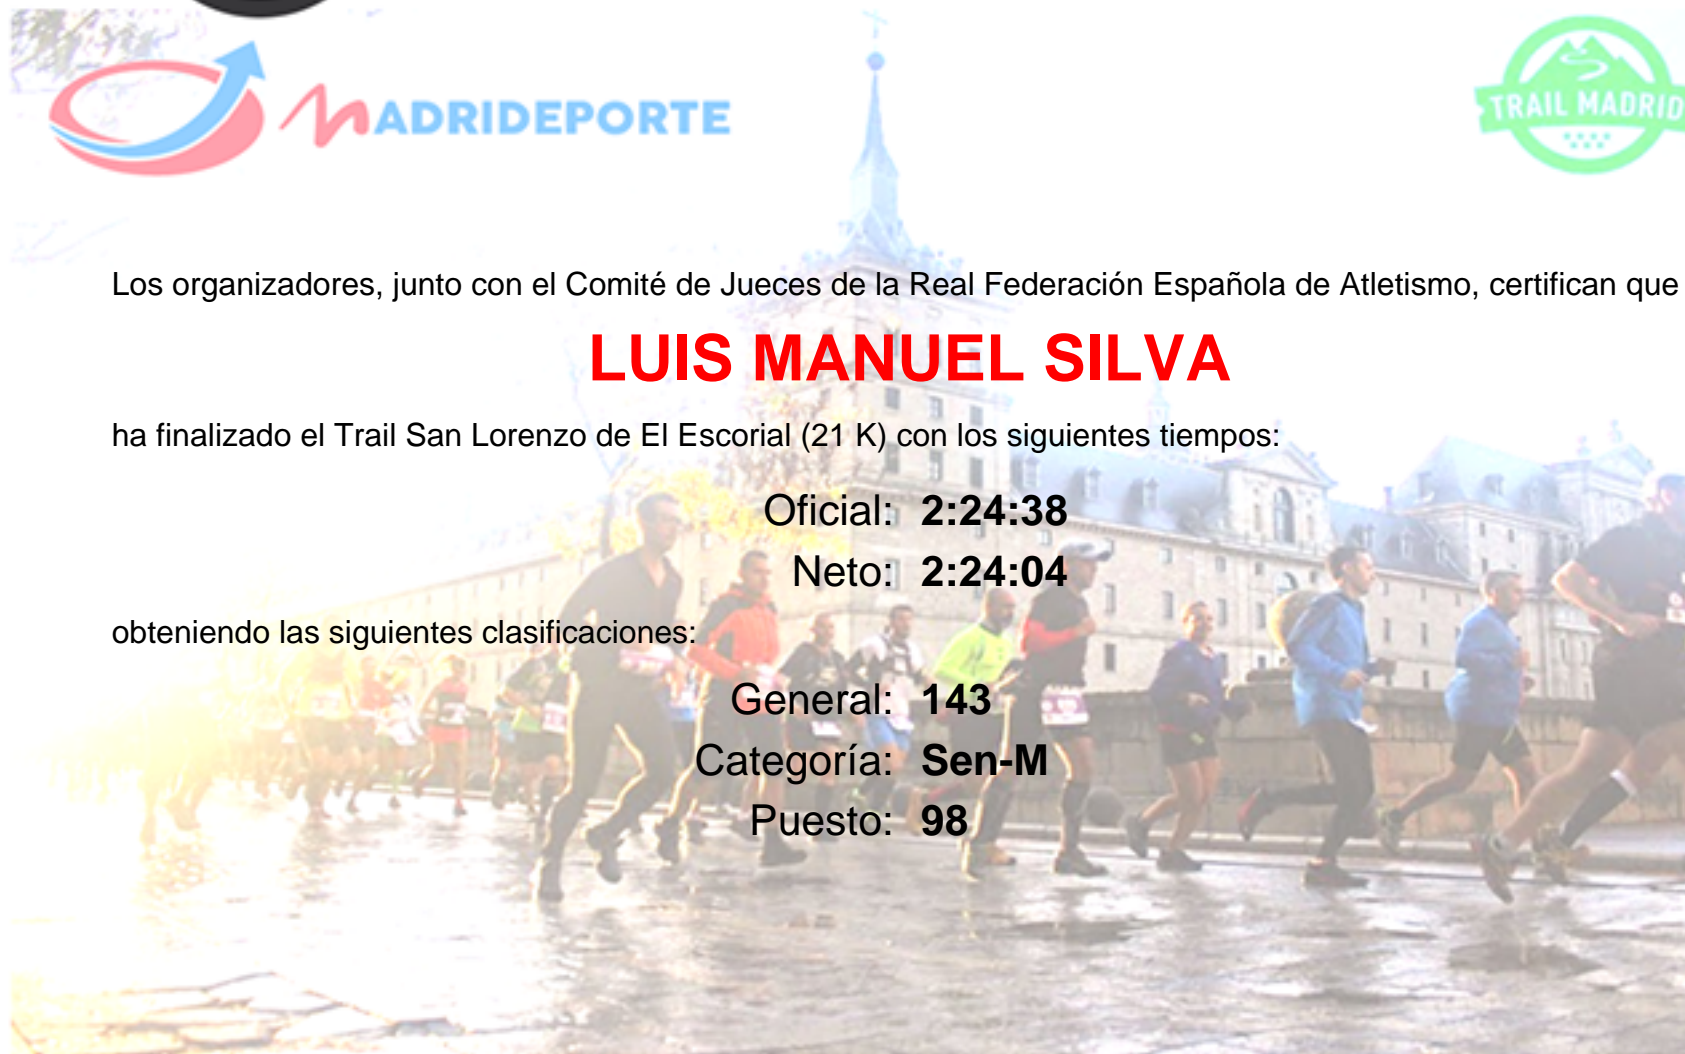 MADRIDEPORTE
TRAIL MADRID
Los organizadores, junto con el Comité de Jueces de la Real Federación Española de Atletismo, certifican que
LUIS MANUEL SILVA
ha finalizado el Trail San Lorenzo de El Escorial (21 K) con los siguientes tiempos:
Oficial: 2:24:38
Neto: 2:24:04
obteniendo las siguientes clasificaciones:
General: 143
Categoría: Sen-M
Puesto: 98